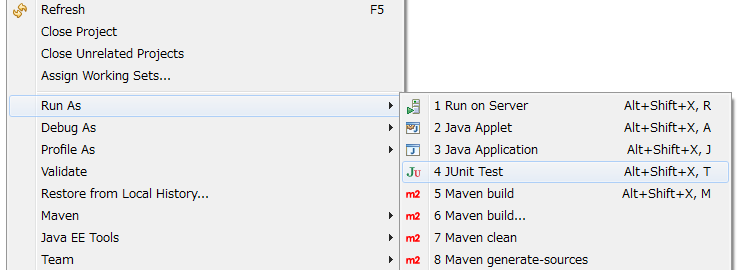 Refresh F5
Close Project
Close Unrelated Projects
Assign Working Sets...
Run As
Debug As
Profile As
Validate
Restore from Local History...
Maven
Java EE Tools
Team
1 Run on Server Alt+Shift+X, R
2 Java Applet Alt+Shift+X, A
J 3 Java Application Alt+Shift+X, J
JU 4 JUnit Test Alt+Shift+X, T
m2 5 Maven build Alt+Shift+X, M
m2 6 Maven build...
m2 7 Maven clean
m2 8 Maven generate-sources